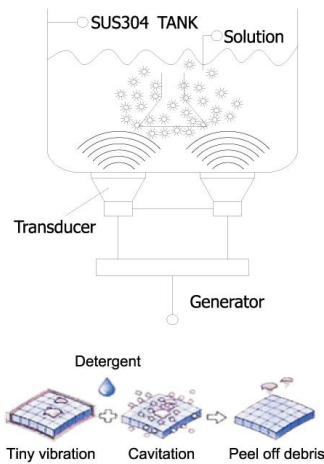 SUS304 TANK
Solution
Transducer
Generator
Detergent
Tiny vibration
Cavitation
Peel off debris